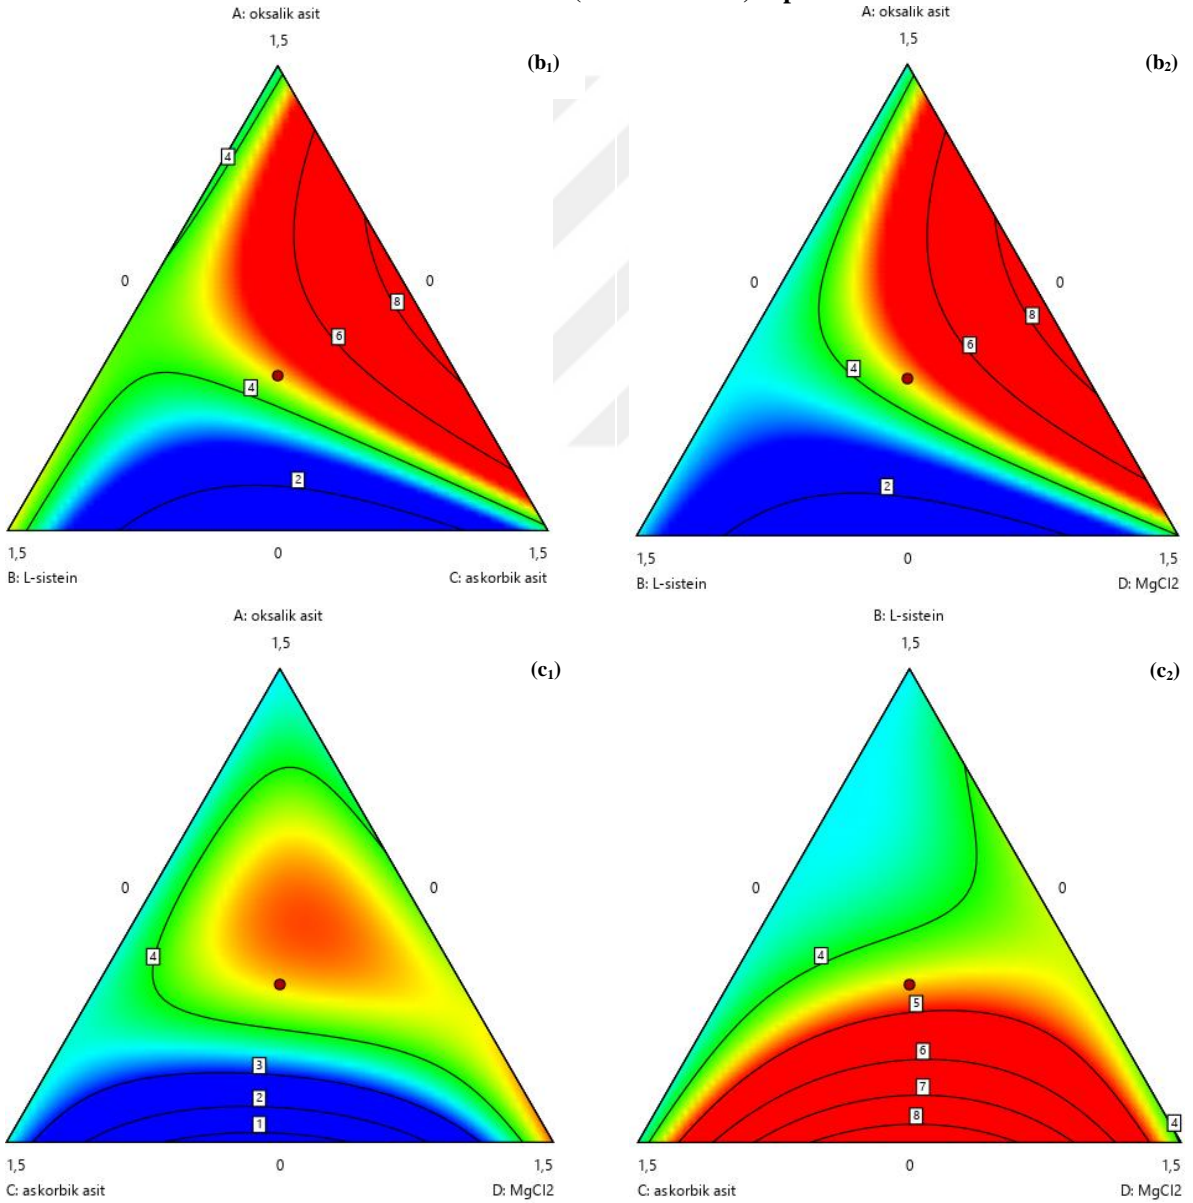 A: oksalik asit
1,5
(b₁)
4
0
0
8
6
4
2
1,5
0
1,5
B: L-sistein
C: askorbik asit
A: oksalik asit
1,5
(b₂)
0
0
8
6
4
2
1,5
0
1,5
B: L-sistein
D: MgCl2
A: oksalik asit
1,5
(c₁)
0
0
4
3
2
1
1,5
0
1,5
C: askorbik asit
D: MgCl2
B: L-sistein
1,5
(c₂)
0
0
4
5
6
7
8
4
1,5
0
1,5
C: askorbik asit
D: MgCl2